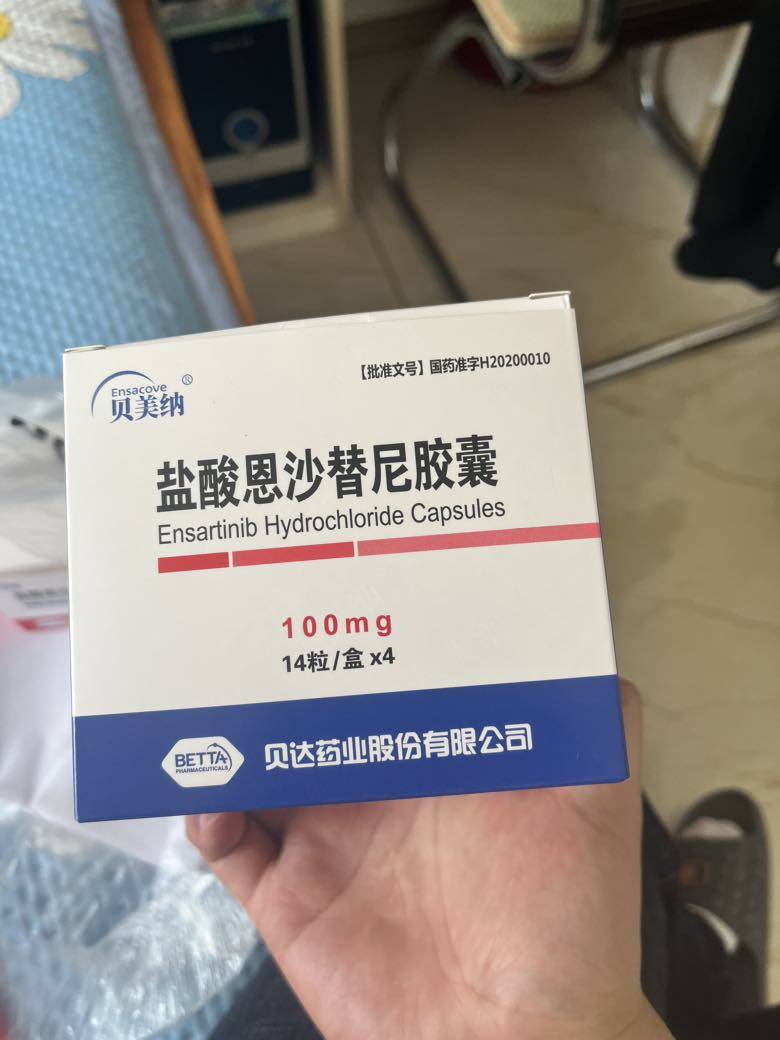 Ensacove
贝美纳®
【批准文号】国药准字H20200010
盐酸恩沙替尼胶囊
Ensartinib Hydrochloride Capsules
100mg
14粒/盒 x4
BETTA
PHARMACEUTICALS
贝达药业股份有限公司